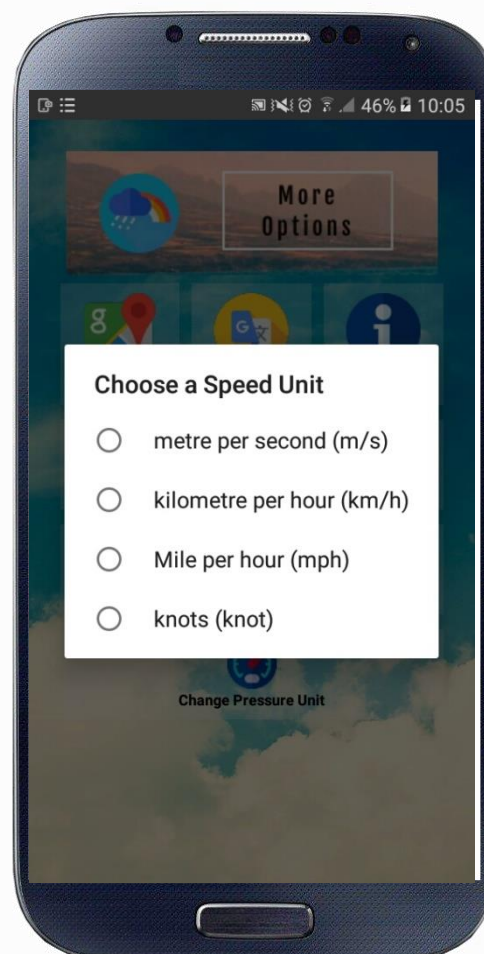 46% 10:05
More
Options
g
G
i
Choose a Speed Unit
metre per second (m/s)
kilometre per hour (km/h)
Mile per hour (mph)
knots (knot)
Change Pressure Unit